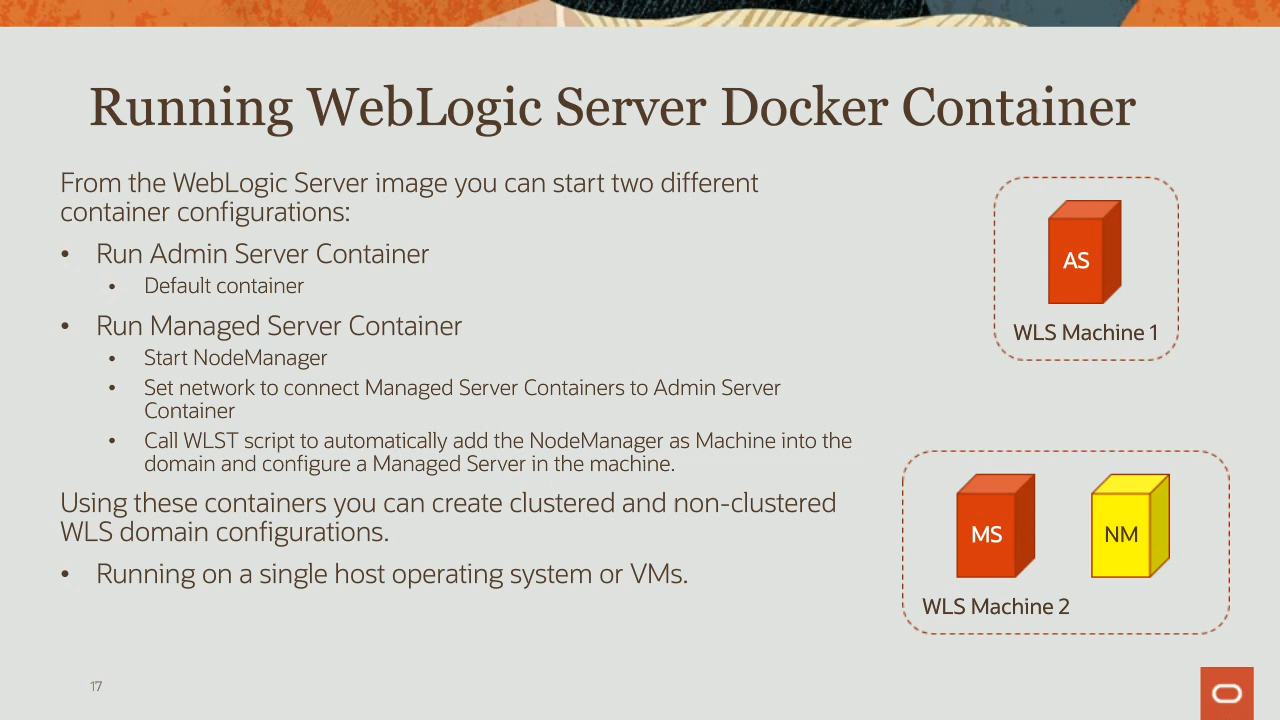 Running WebLogic Server Docker Container
From the WebLogic Server image you can start two different
container configurations:
• Run Admin Server Container
• Default container
• Run Managed Server Container
• Start NodeManager
• Set network to connect Managed Server Containers to Admin Server
Container
• Call WLST script to automatically add the NodeManager as Machine into the
domain and configure a Managed Server in the machine.
Using these containers you can create clustered and non-clustered
WLS domain configurations.
• Running on a single host operating system or VMs.
AS
WLS Machine 1
MS
NM
WLS Machine 2
17